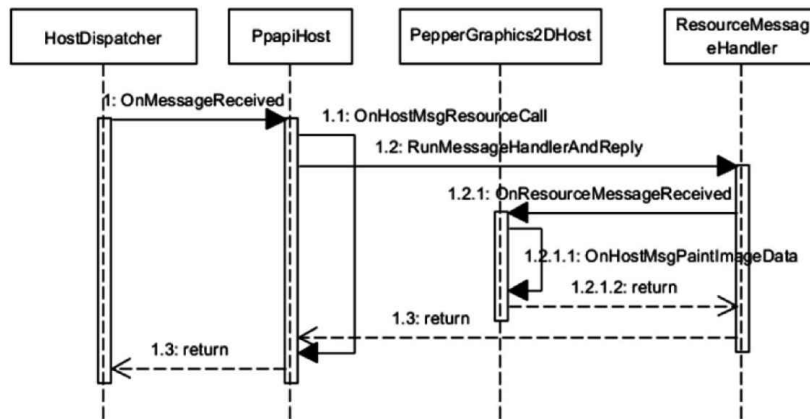 HostDispatcher
PpapiHost
PepperGraphics2DHost
ResourceMessag
eHandler
1: OnMessageReceived
1.1: OnHostMsgResourceCall
1.2: RunMessageHandlerAndReply
1.2.1: OnResourceMessageReceived
1.2.1.1: OnHostMsgPaintImageData
1.2.1.2: return
1.3: return
1.3: return